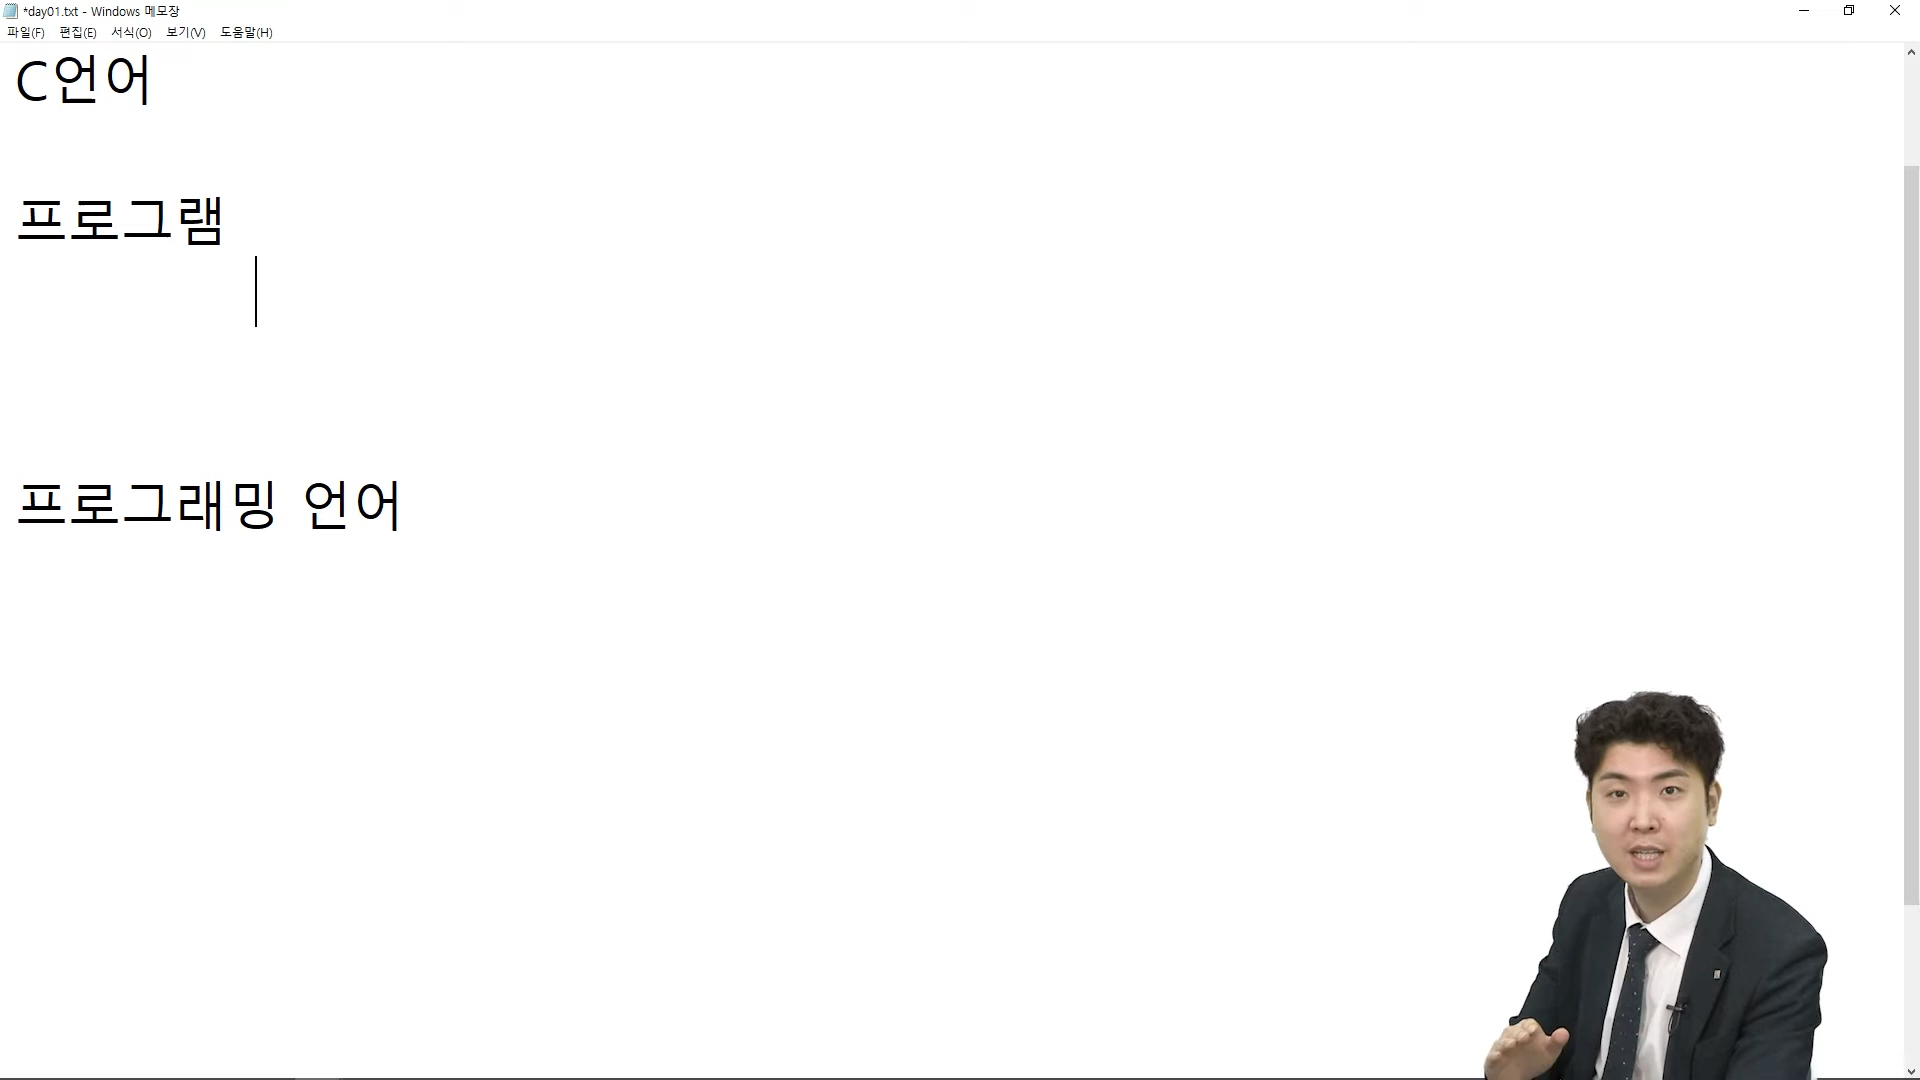 *day01.txt - Windows 메모장
파일(F) 편집(E) 서식(O) 보기(V) 도움말(H)
C언어
프로그램
프로그래밍 언어